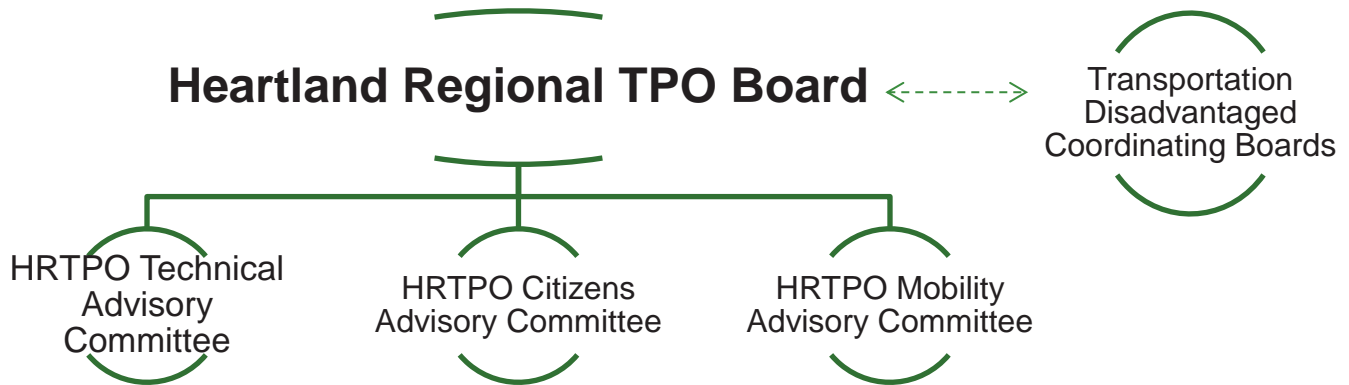 Heartland Regional TPO Board
Transportation
Disadvantaged
Coordinating Boards
HRTPO Technical
Advisory
Committee
HRTPO Citizens
Advisory Committee
HRTPO Mobility
Advisory Committee